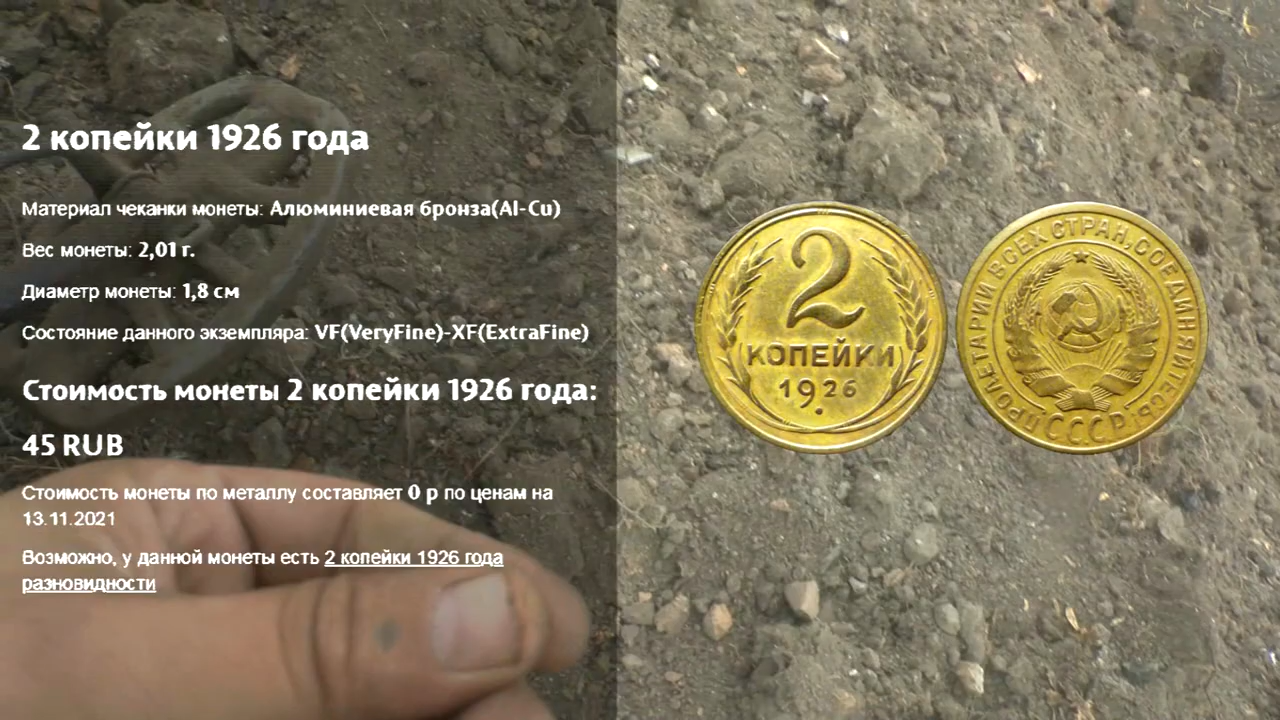 2 копейки 1926 года
Материал чеканки монеты: Алюминиевая бронза(Al-Cu)
Вес монеты: 2,01 г.
Диаметр монеты: 1,8 см
Состояние данного экземпляра: VF(VeryFine)-XF(ExtraFine)
Стоимость монеты 2 копейки 1926 года:
45 RUB
Стоимость монеты по металлу составляет 0 р по ценам на
13.11.2021
Возможно, у данной монеты есть 2 копейки 1926 года
разновидности
2
КОПЕЙКИ
1926
ПРОЛЕТАРИИ ВСЕХ СТРАН, СОЕДИНЯЙТЕСЬ!
СССР